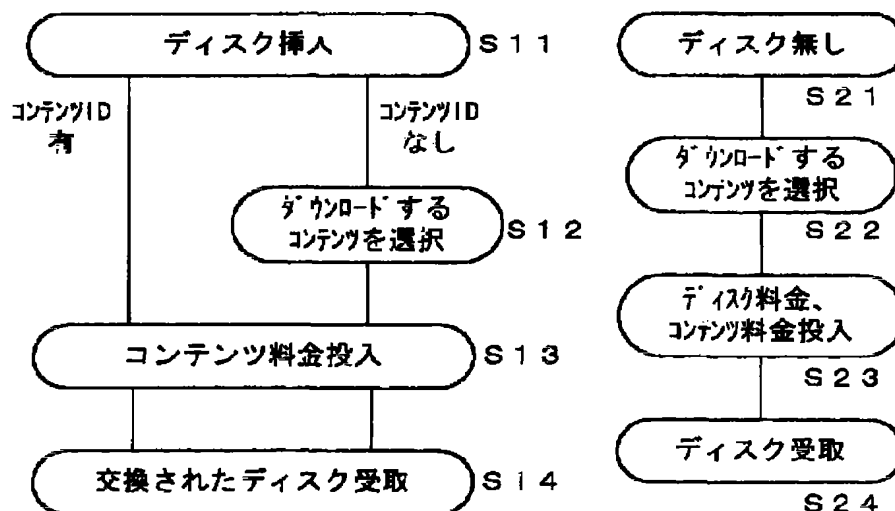 ディスク挿入
S11
コンテンツID
有
コンテンツID
なし
ダウンロードする
コンテンツを選択
S12
コンテンツ料金投入
S13
交換されたディスク受取
S14
ディスク無し
S21
ダウンロードする
コンテンツを選択
S22
ディスク料金、
コンテンツ料金投入
S23
ディスク受取
S24